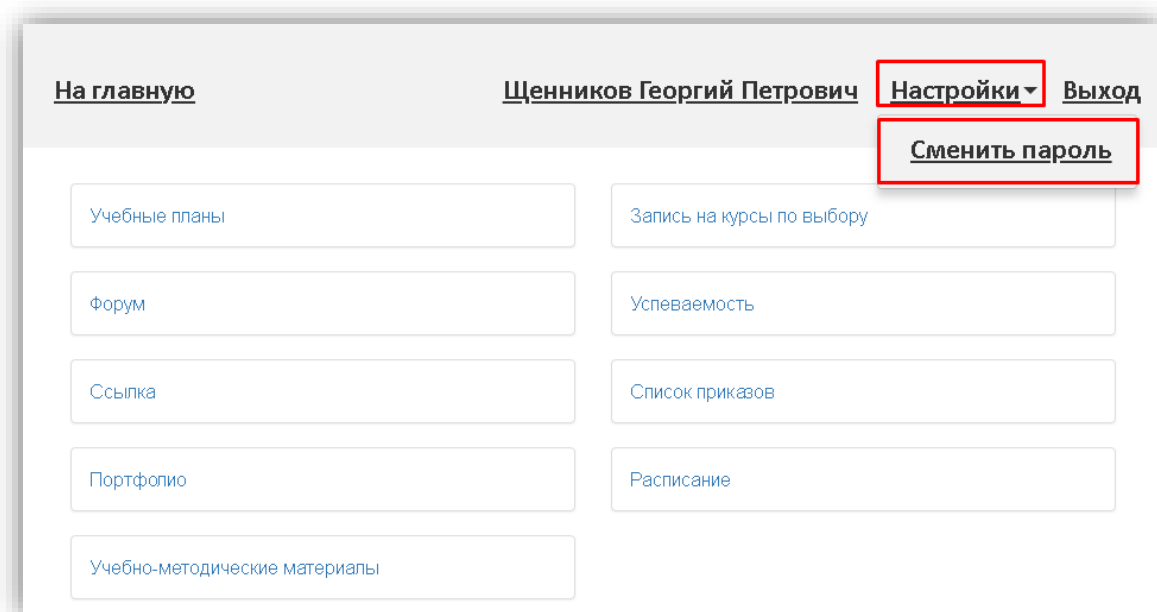 На главную Щенников Георгий Петрович Настройки Выход
Сменить пароль
Учебные планы Запись на курсы по выбору
Форум Успеваемость
Ссылка Список приказов
Портфолио Расписание
Учебно-методические материалы